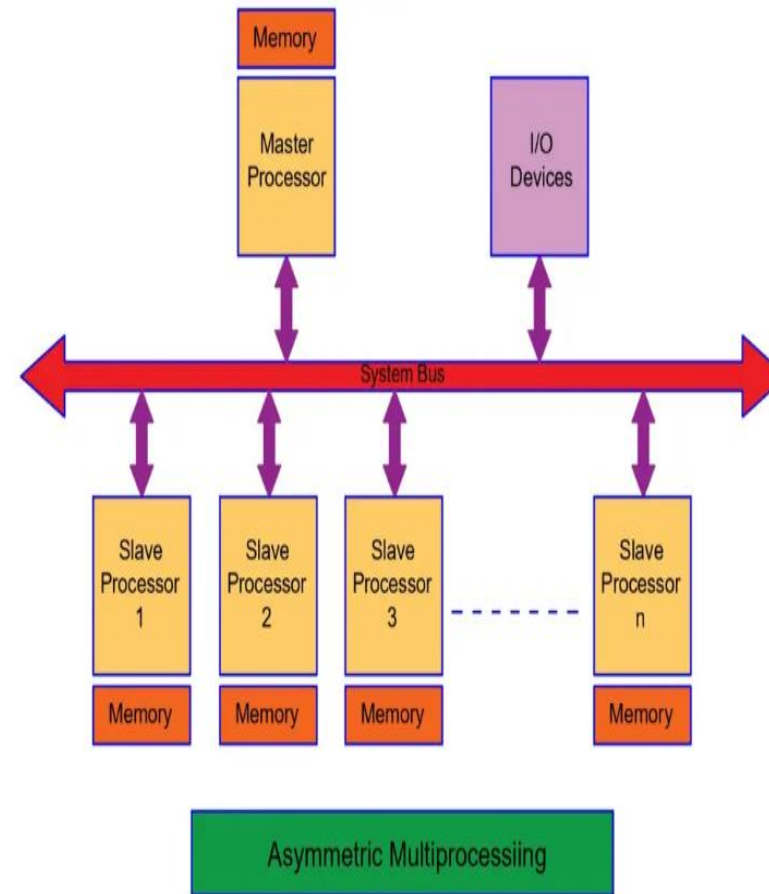 Memory
Master
Processor
I/O
Devices
System Bus
Slave
Processor
1
Slave
Processor
2
Slave
Processor
3
Slave
Processor
n
Memory
Memory
Memory
Memory
Asymmetric Multiprocessiing